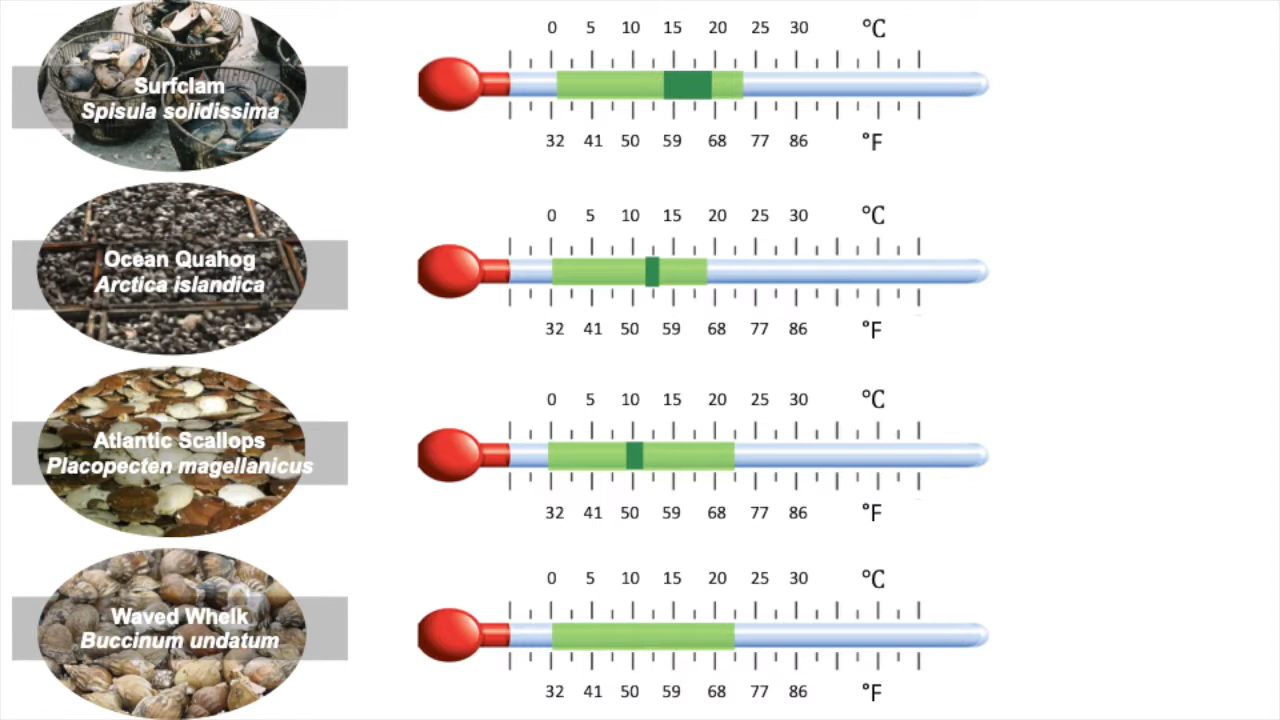 0 5 10 15 20 25 30 °C
Surfclam
Spisula solidissima
32 41 50 59 68 77 86 °F
0 5 10 15 20 25 30 °C
Ocean Quahog
Arctica islandica
32 41 50 59 68 77 86 °F
0 5 10 15 20 25 30 °C
Atlantic Scallops
Placopecten magellanicus
32 41 50 59 68 77 86 °F
0 5 10 15 20 25 30 °C
Waved Whelk
Buccinum undatum
32 41 50 59 68 77 86 °F